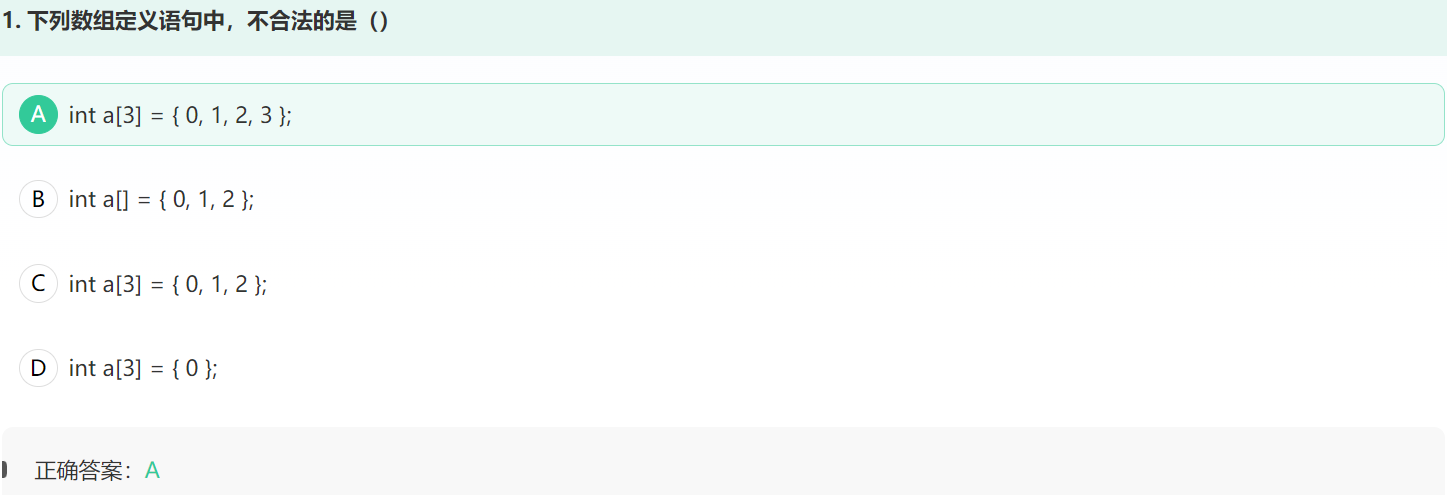 1. 下列数组定义语句中，不合法的是（）
A int a[3] = { 0, 1, 2, 3 };
B int a[] = { 0, 1, 2 };
C int a[3] = { 0, 1, 2 };
D int a[3] = { 0 };
正确答案：A